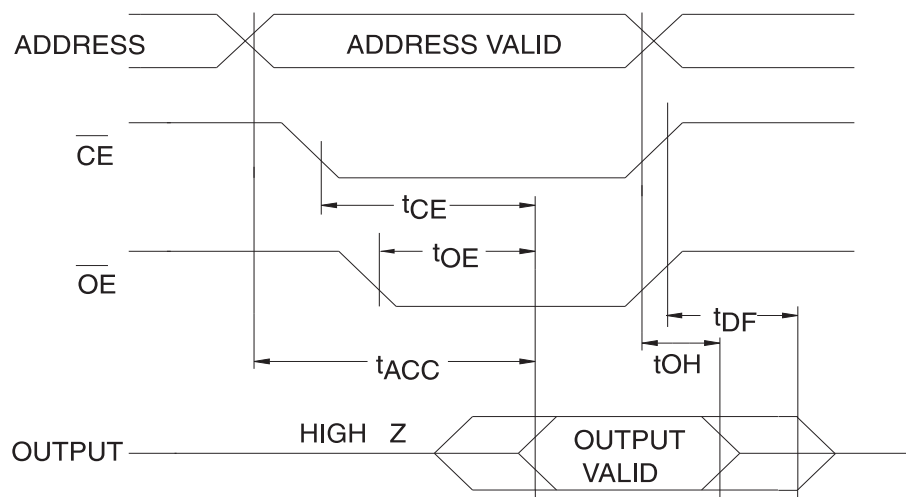 ADDRESS
ADDRESS VALID
CE
tCE
OE
tOE
tDF
tACC
tOH
OUTPUT
HIGH Z
OUTPUT
VALID